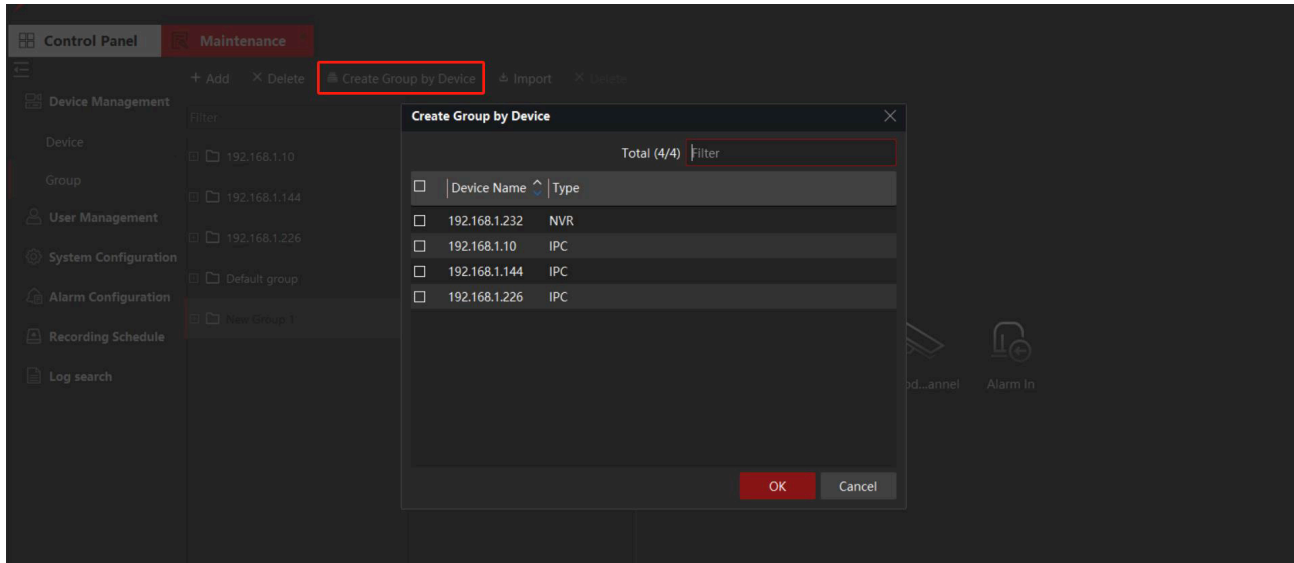 Control Panel
Maintenance
+ Add × Delete Create Group by Device Import × Delete
Device Management
Filter
Device
192.168.1.10
Group
192.168.1.144
User Management
192.168.1.226
System Configuration
Default group
Alarm Configuration
New Group 1
Recording Schedule
Log search
Create Group by Device
Total (4/4) Filter
Device Name Type
192.168.1.232 NVR
192.168.1.10 IPC
192.168.1.144 IPC
192.168.1.226 IPC
od...annel Alarm In
OK Cancel